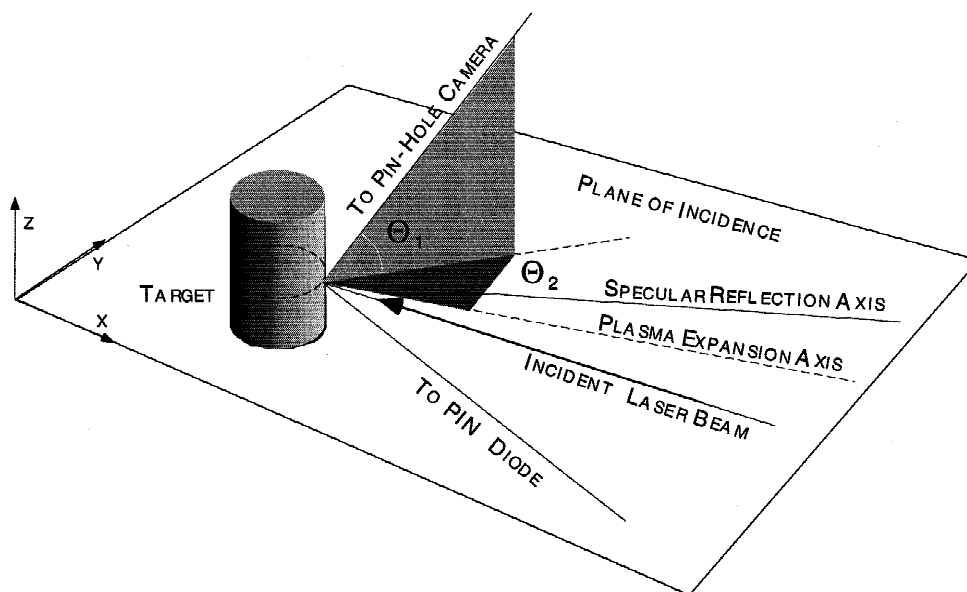 TO PIN-HOLE CAMERA
Θ1
PLANE OF INCIDENCE
Z
Y
Θ2
TARGET
SPECULAR REFLECTION AXIS
X
PLASMA EXPANSION AXIS
INCIDENT LASER BEAM
TO PIN DIODE